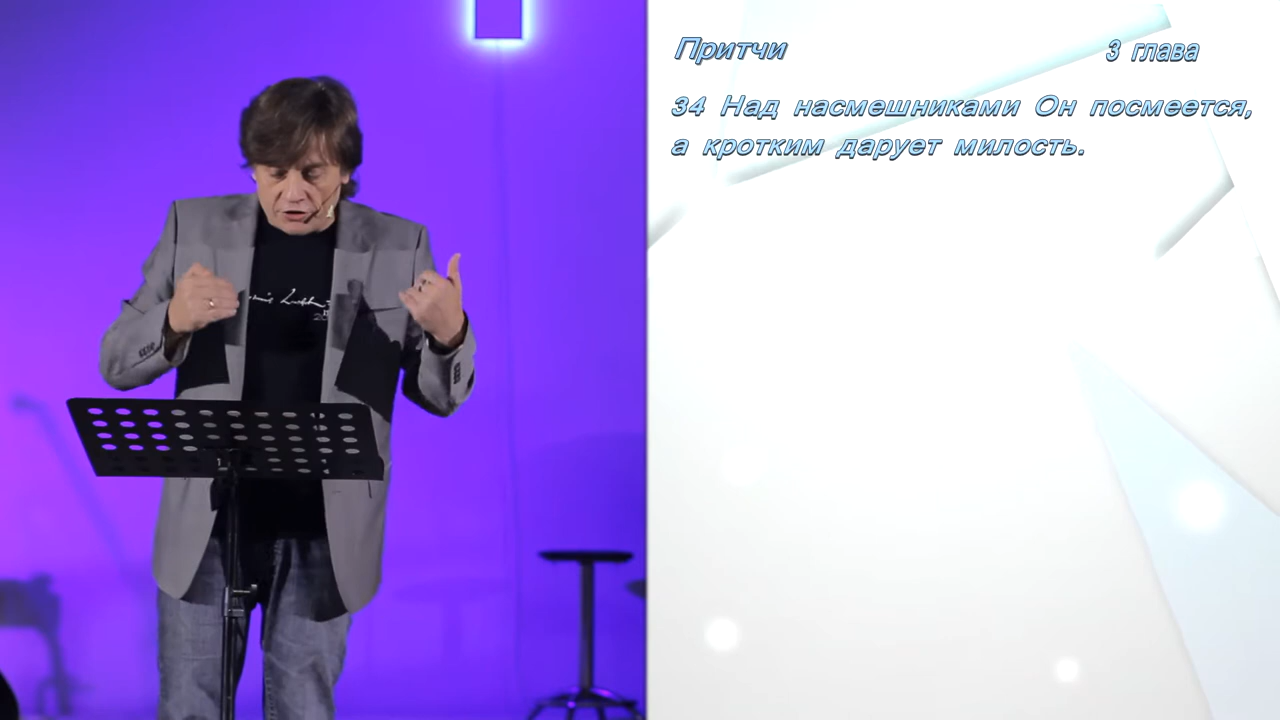 Притчи
3 глава
34 Над насмешниками Он посмеется,
а кротким дарует милость.